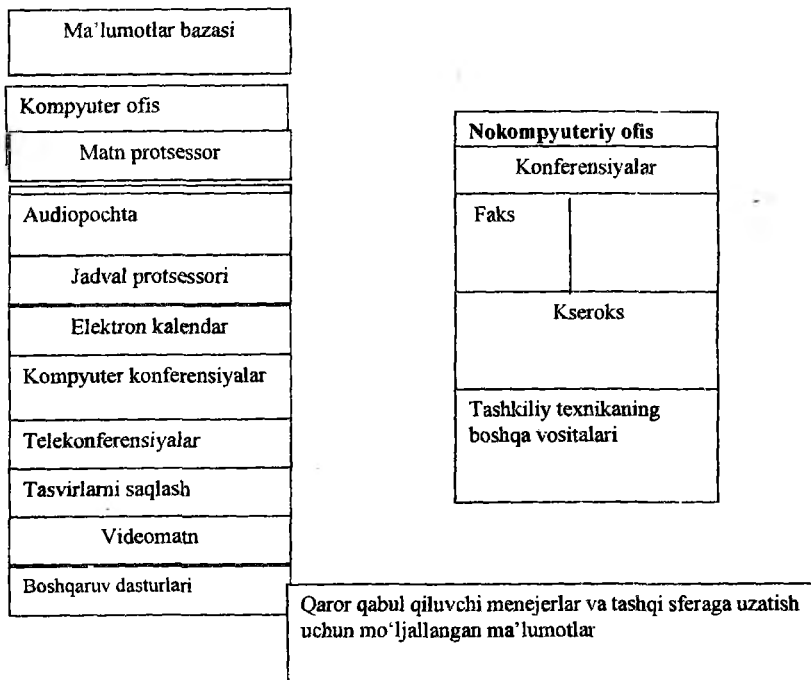 Ma’lumotlar bazasi
Kompyuter ofis
Matn protsessor
Audiopochta
Jadval protsessori
Elektron kalendar
Kompyuter konferensiyalar
Telekonferensiyalar
Tasvirlarni saqlash
Videomatn
Boshqaruv dasturlari
Nokompyuteriy ofis
Konferensiyalar
Faks
Kseroks
Tashkiliy texnikaning
boshqa vositalari
Qaror qabul qiluvchi menejerlar va tashqi sferaga uzatish
uchun mo‘ljallangan ma’lumotlar